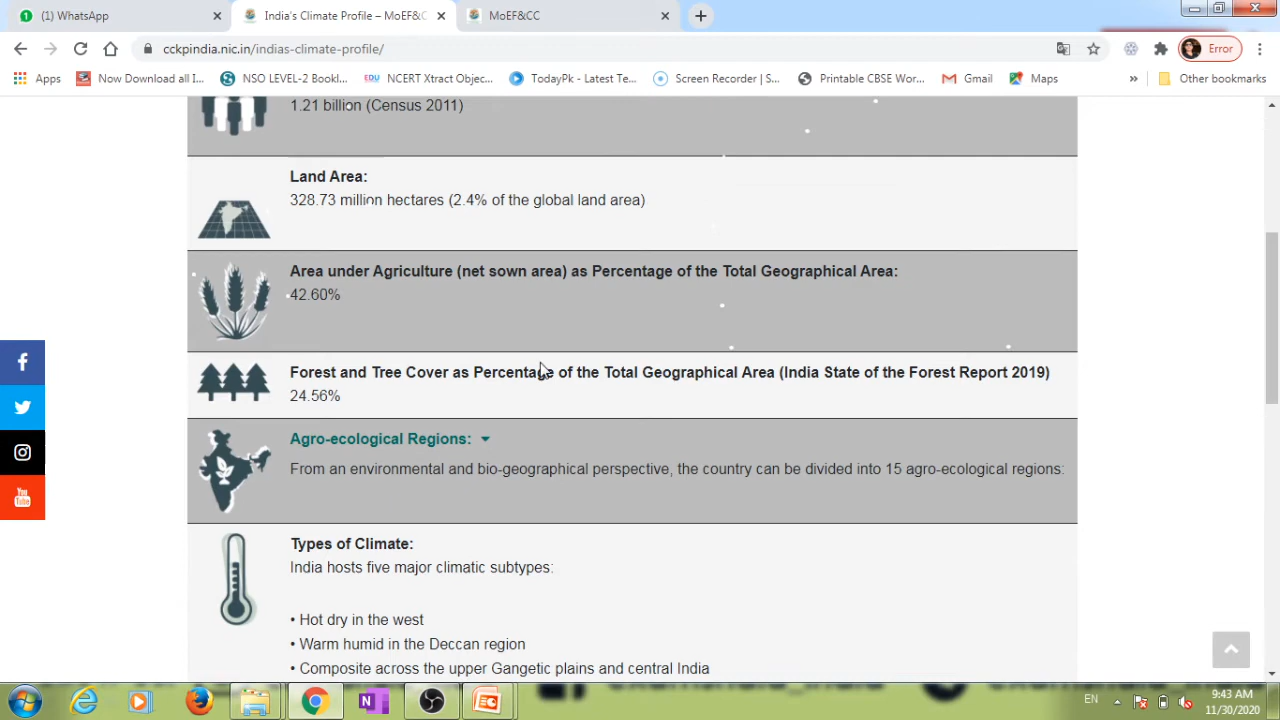 (1) WhatsApp
India's Climate Profile – MoEF&C
MoEF&CC
cckpindia.nic.in/indias-climate-profile/
Error
Apps
Now Download all I...
NSO LEVEL-2 Bookl...
EDU NCERT Xtract Objec...
TodayPk - Latest Te...
Screen Recorder | S...
Printable CBSE Wor...
Gmail
Maps
»
Other bookmarks
1.21 billion (Census 2011)
Land Area:
328.73 million hectares (2.4% of the global land area)
Area under Agriculture (net sown area) as Percentage of the Total Geographical Area:
42.60%
Forest and Tree Cover as Percentage of the Total Geographical Area (India State of the Forest Report 2019)
24.56%
Agro-ecological Regions:
From an environmental and bio-geographical perspective, the country can be divided into 15 agro-ecological regions:
Types of Climate:
India hosts five major climatic subtypes:
• Hot dry in the west
• Warm humid in the Deccan region
• Composite across the upper Gangetic plains and central India
You Tube
EN
9:43 AM
11/30/2020